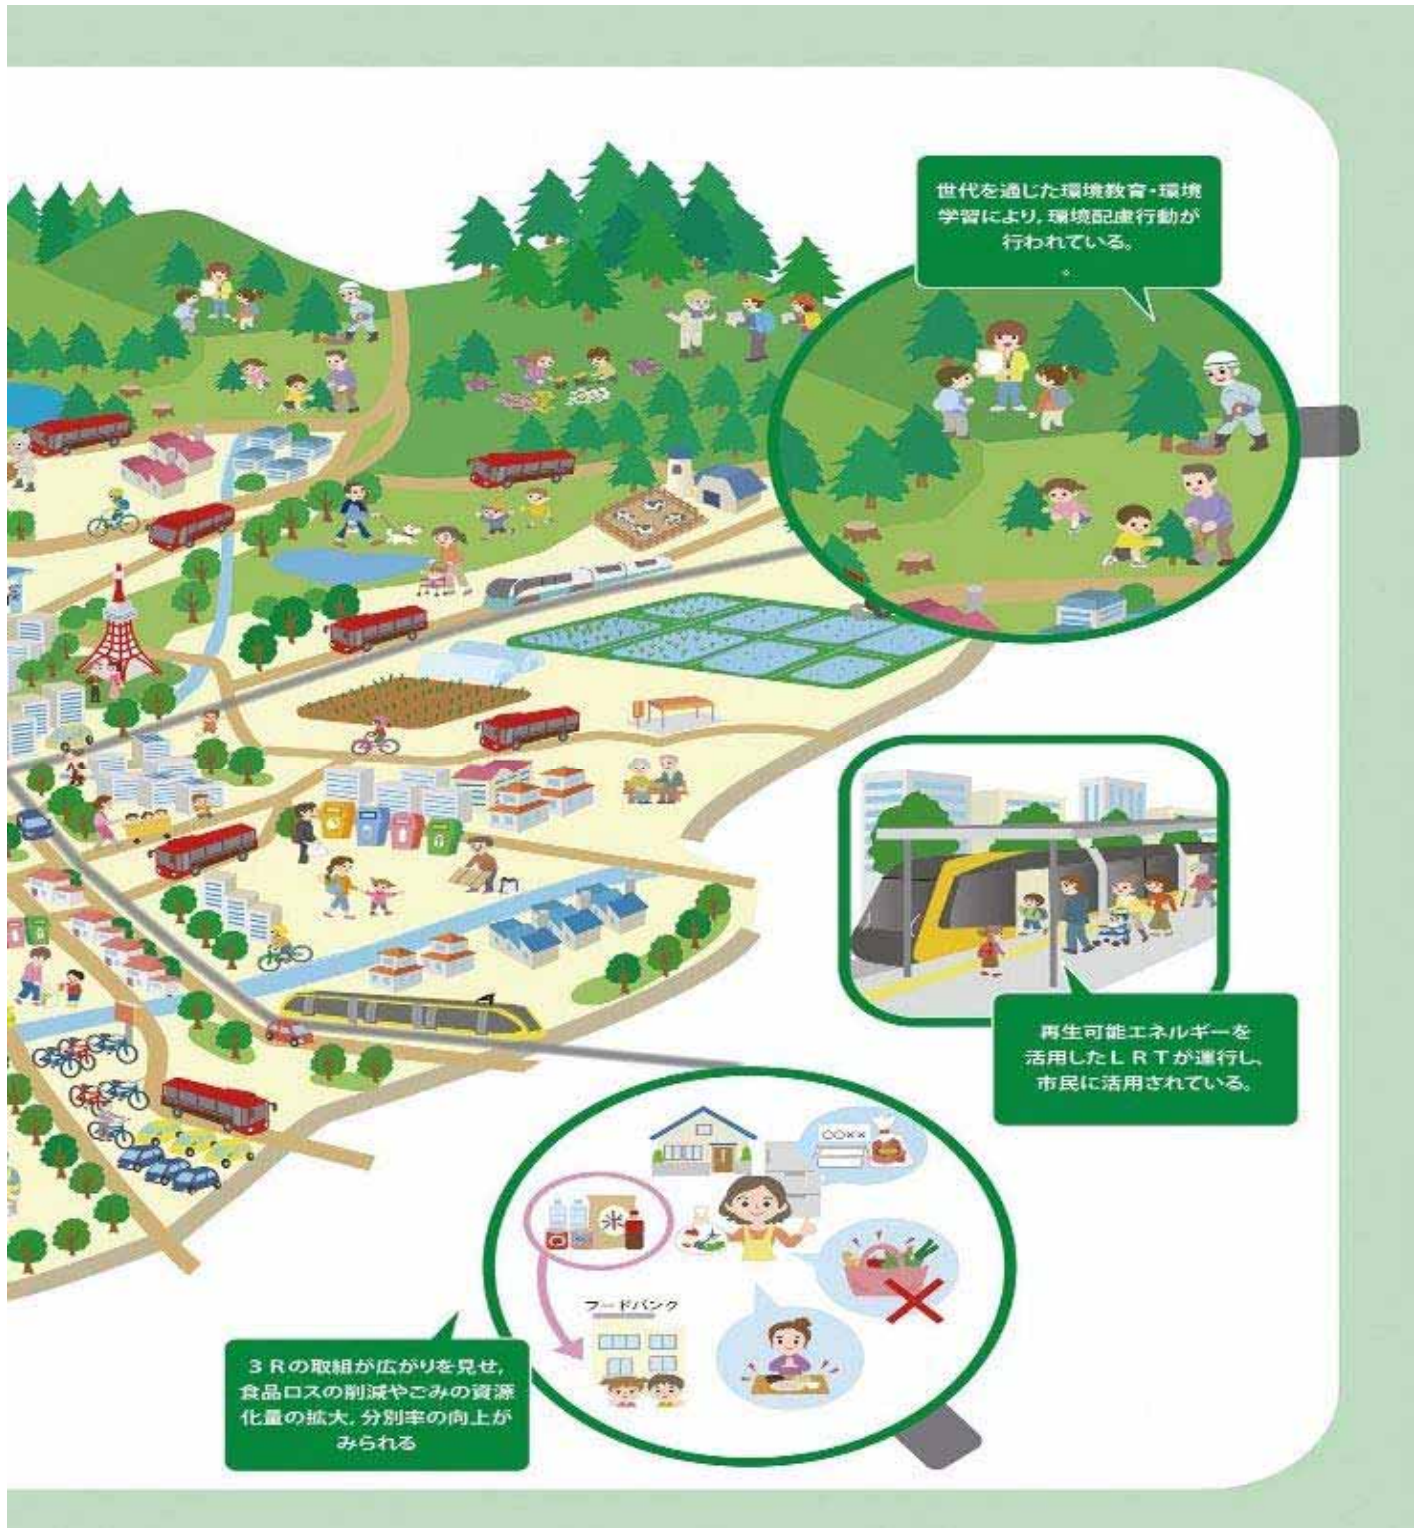 世代を通じた環境教育・環境
学習により，環境配慮行動が
行われている。
。
再生可能エネルギーを
活用したＬＲＴが運行し、
市民に活用されている。
○○××
米
フードバンク
３Ｒの取組が広がりを見せ，
食品ロスの削減やごみの資源
化量の拡大，分別率の向上が
みられる